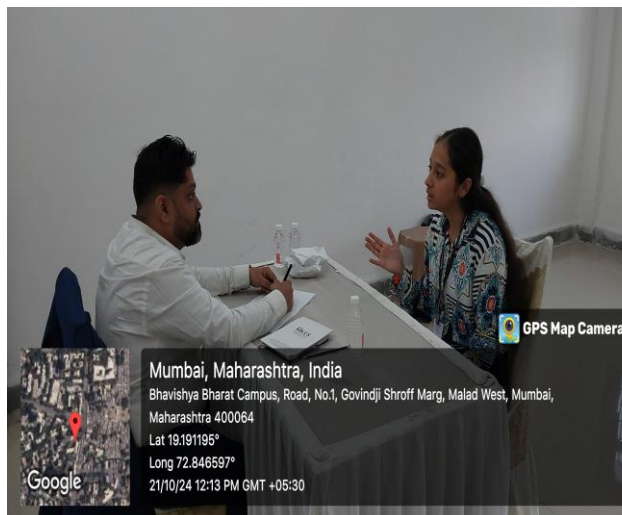 GPS Map Camera
Mumbai, Maharashtra, India
Bhavishya Bharat Campus, Road, No.1, Govindji Shroff Marg, Malad West, Mumbai,
Maharashtra 400064
Lat 19.191195°
Long 72.846597°
21/10/24 12:13 PM GMT +05:30
Google